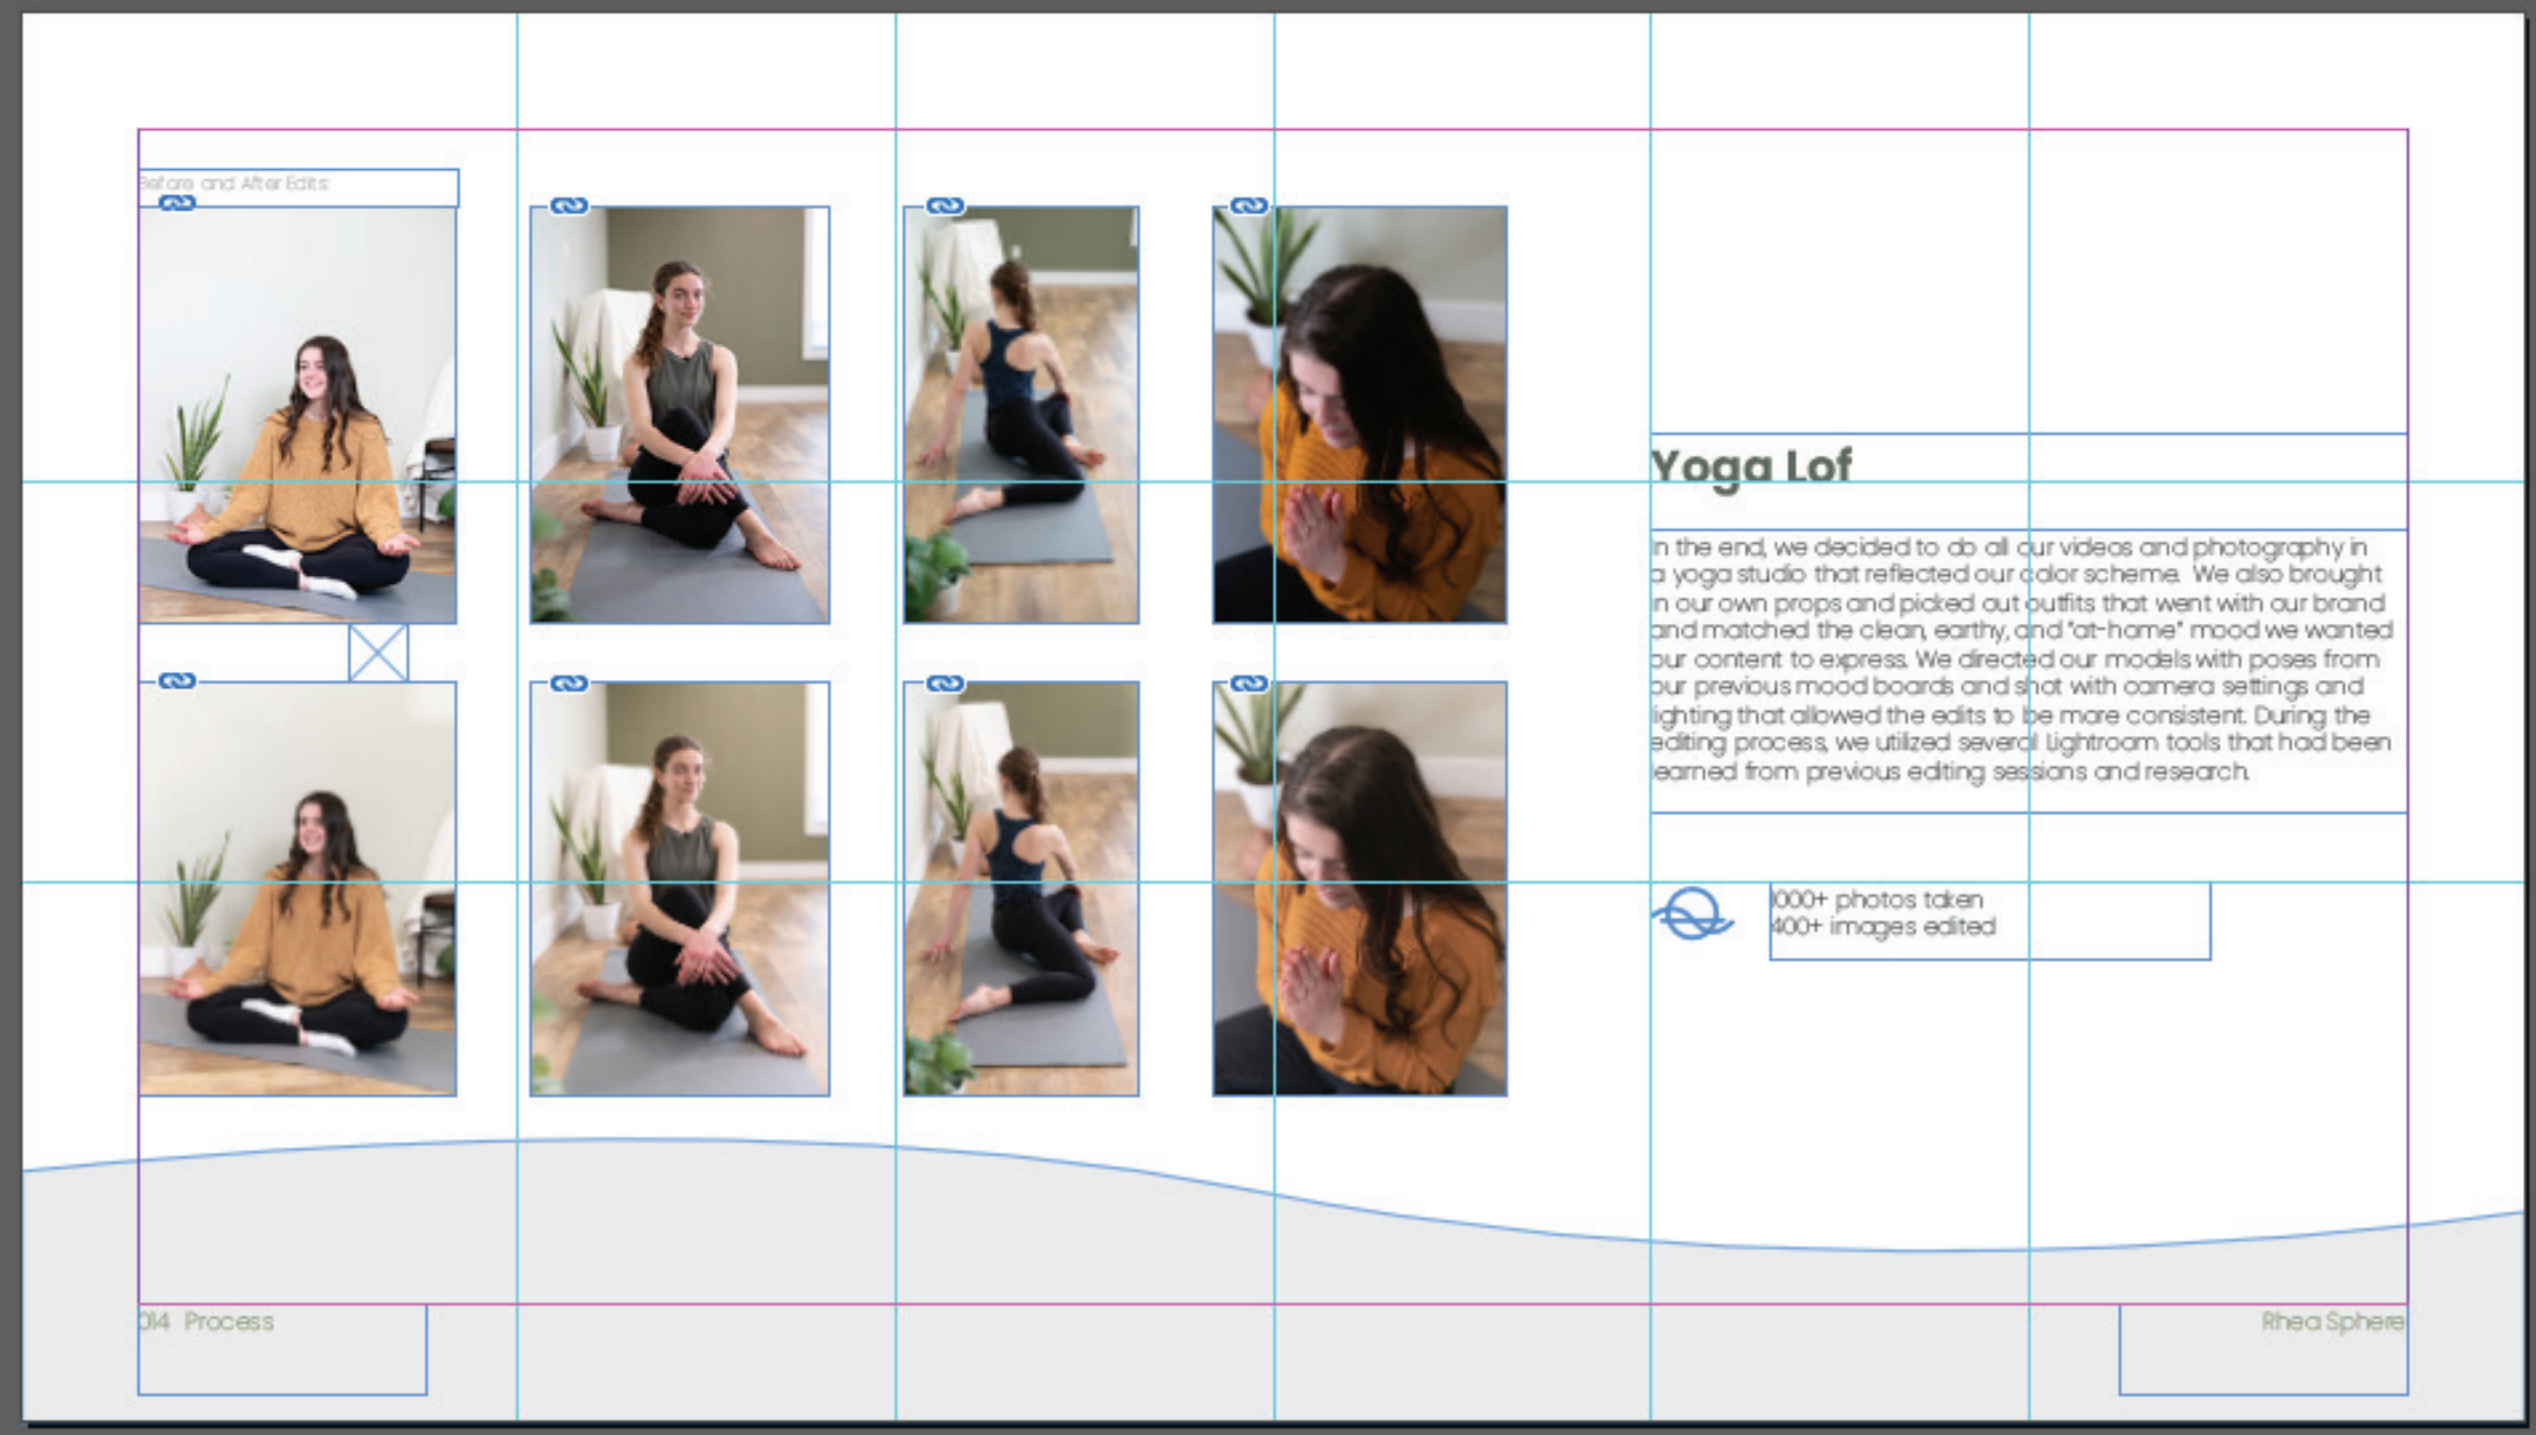 Before and After Edits:
Yoga Lof
In the end, we decided to do all our videos and photography in
a yoga studio that reflected our color scheme. We also brought
in our own props and picked out outfits that went with our brand
and matched the clean, earthy, and "at-home" mood we wanted
our content to express. We directed our models with poses from
our previous mood boards and shot with camera settings and
lighting that allowed the edits to be more consistent. During the
editing process, we utilized several Lightroom tools that had been
learned from previous editing sessions and research.
1000+ photos taken
400+ images edited
014 Process
Rhea Sphere